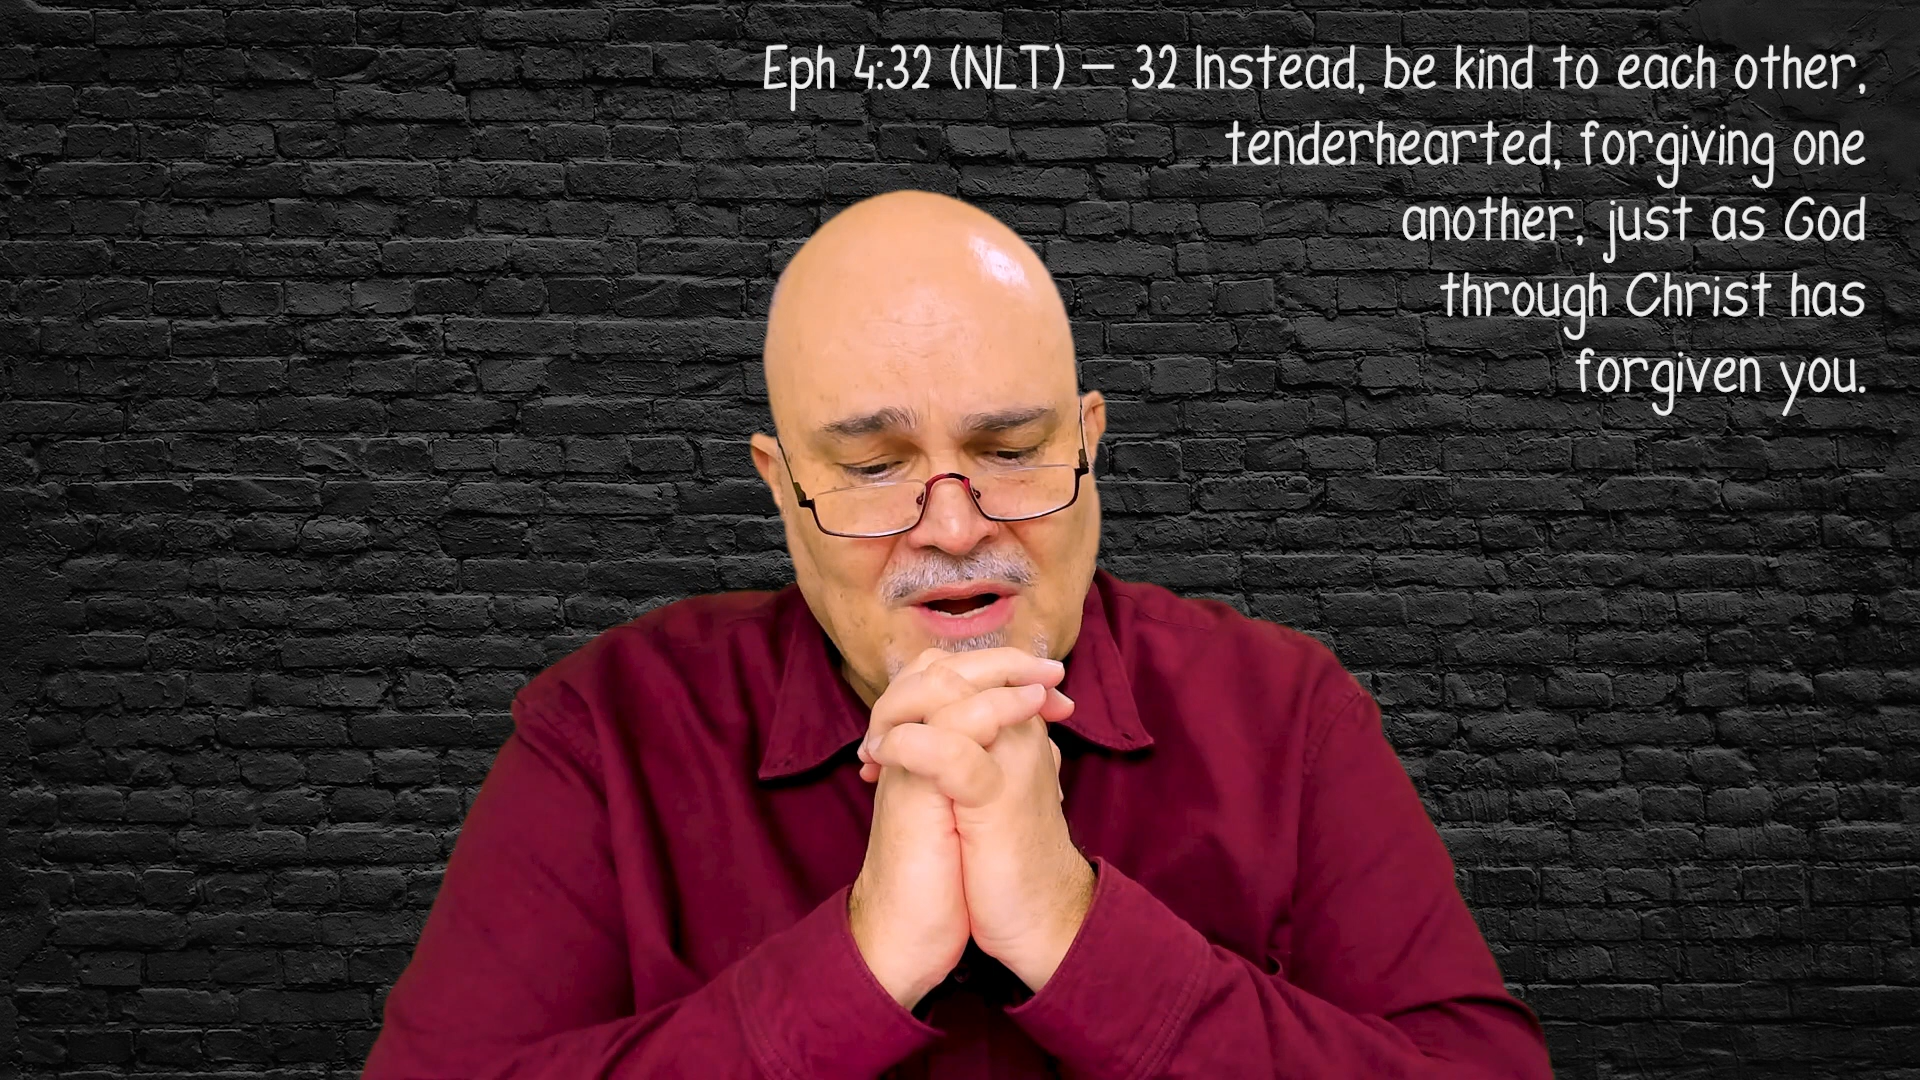 Eph 4:32 (NLT) – 32 Instead, be kind to each other,
tenderhearted, forgiving one
another, just as God
through Christ has
forgiven you.